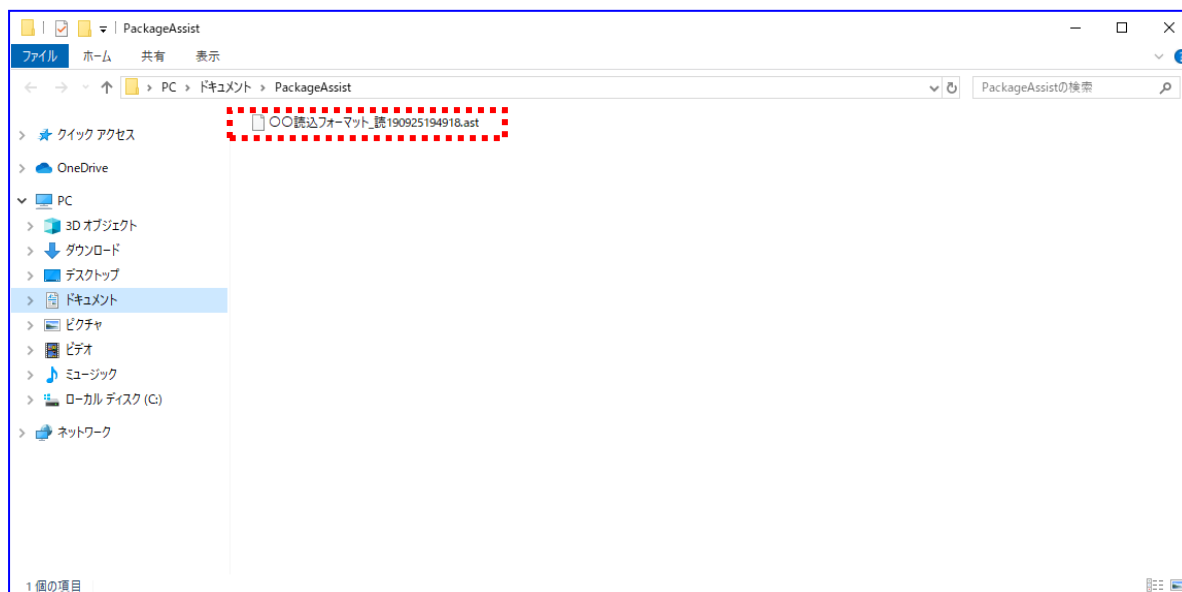 PackageAssist
ファイル ホーム 共有 表示
PC ドキュメント PackageAssist
PackageAssistの検索
〇〇読込フォーマット_読190925194918.ast
クイック アクセス
OneDrive
PC
3D オブジェクト
ダウンロード
デスクトップ
ドキュメント
ピクチャ
ビデオ
ミュージック
ローカル ディスク (C:)
ネットワーク
1 個の項目